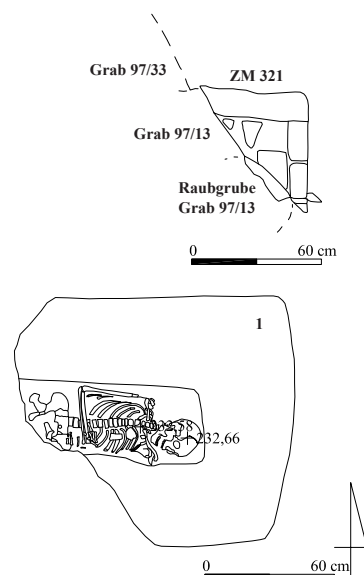 Grab 97/33
ZM 321
Grab 97/13
Raubgrube
Grab 97/13
0 60 cm
1
232,66
0 60 cm